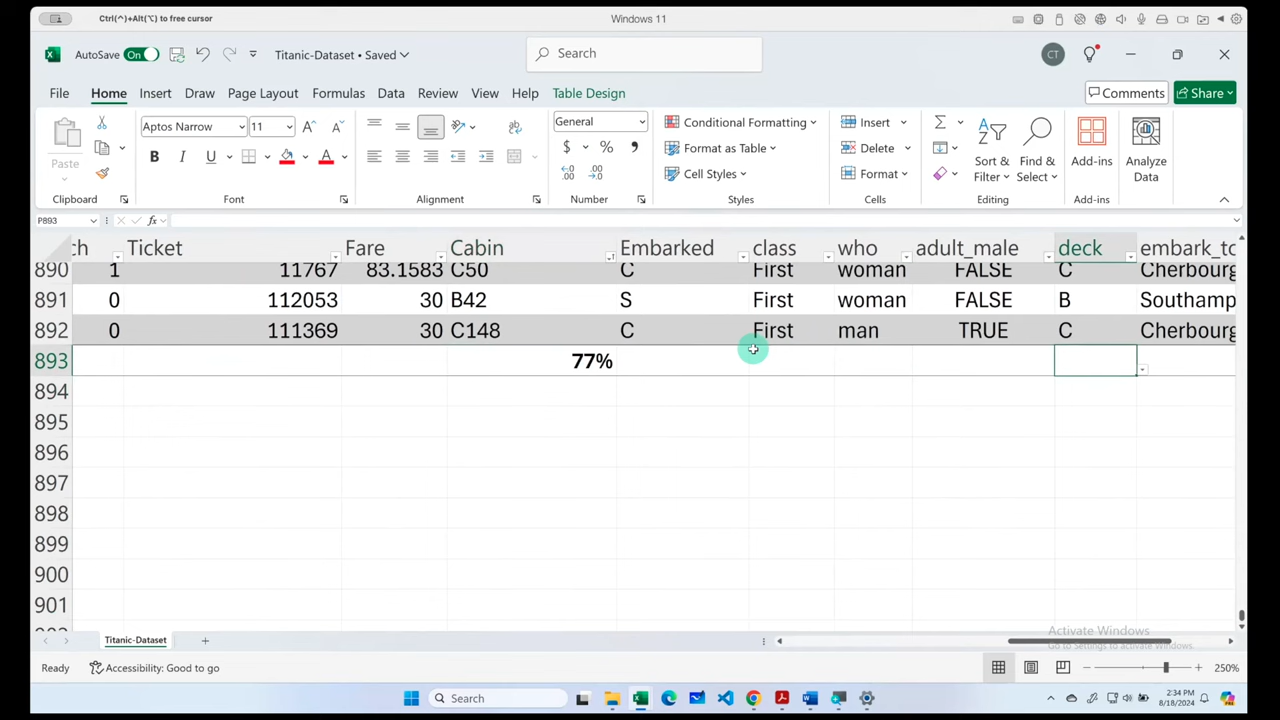 Ctrl(^)+Alt(⌥) to free cursor
Windows 11
AutoSave On Titanic-Dataset • Saved Search CT
File Home Insert Draw Page Layout Formulas Data Review View Help Table Design Comments Share
Aptos Narrow 11 General Conditional Formatting Insert
Paste B I U A $ % , Format as Table Delete Sort & Filter Find & Select Add-ins Analyze Data
Cell Styles Format
Clipboard Font Alignment Number Styles Cells Editing Add-ins
P893 fx
ch Ticket Fare Cabin Embarked class who adult_male deck embark_to
890 1 11767 83.1583 C50 C First woman FALSE C Cherbourg
891 0 112053 30 B42 S First woman FALSE B Southamp
892 0 111369 30 C148 C First man TRUE C Cherbourg
893 77%
894
895
896
897
898
899
900
901
Activate Windows
Titanic-Dataset
Go to Settings to activate Windows.
Ready Accessibility: Good to go 250%
Search 2:34 PM
8/18/2024